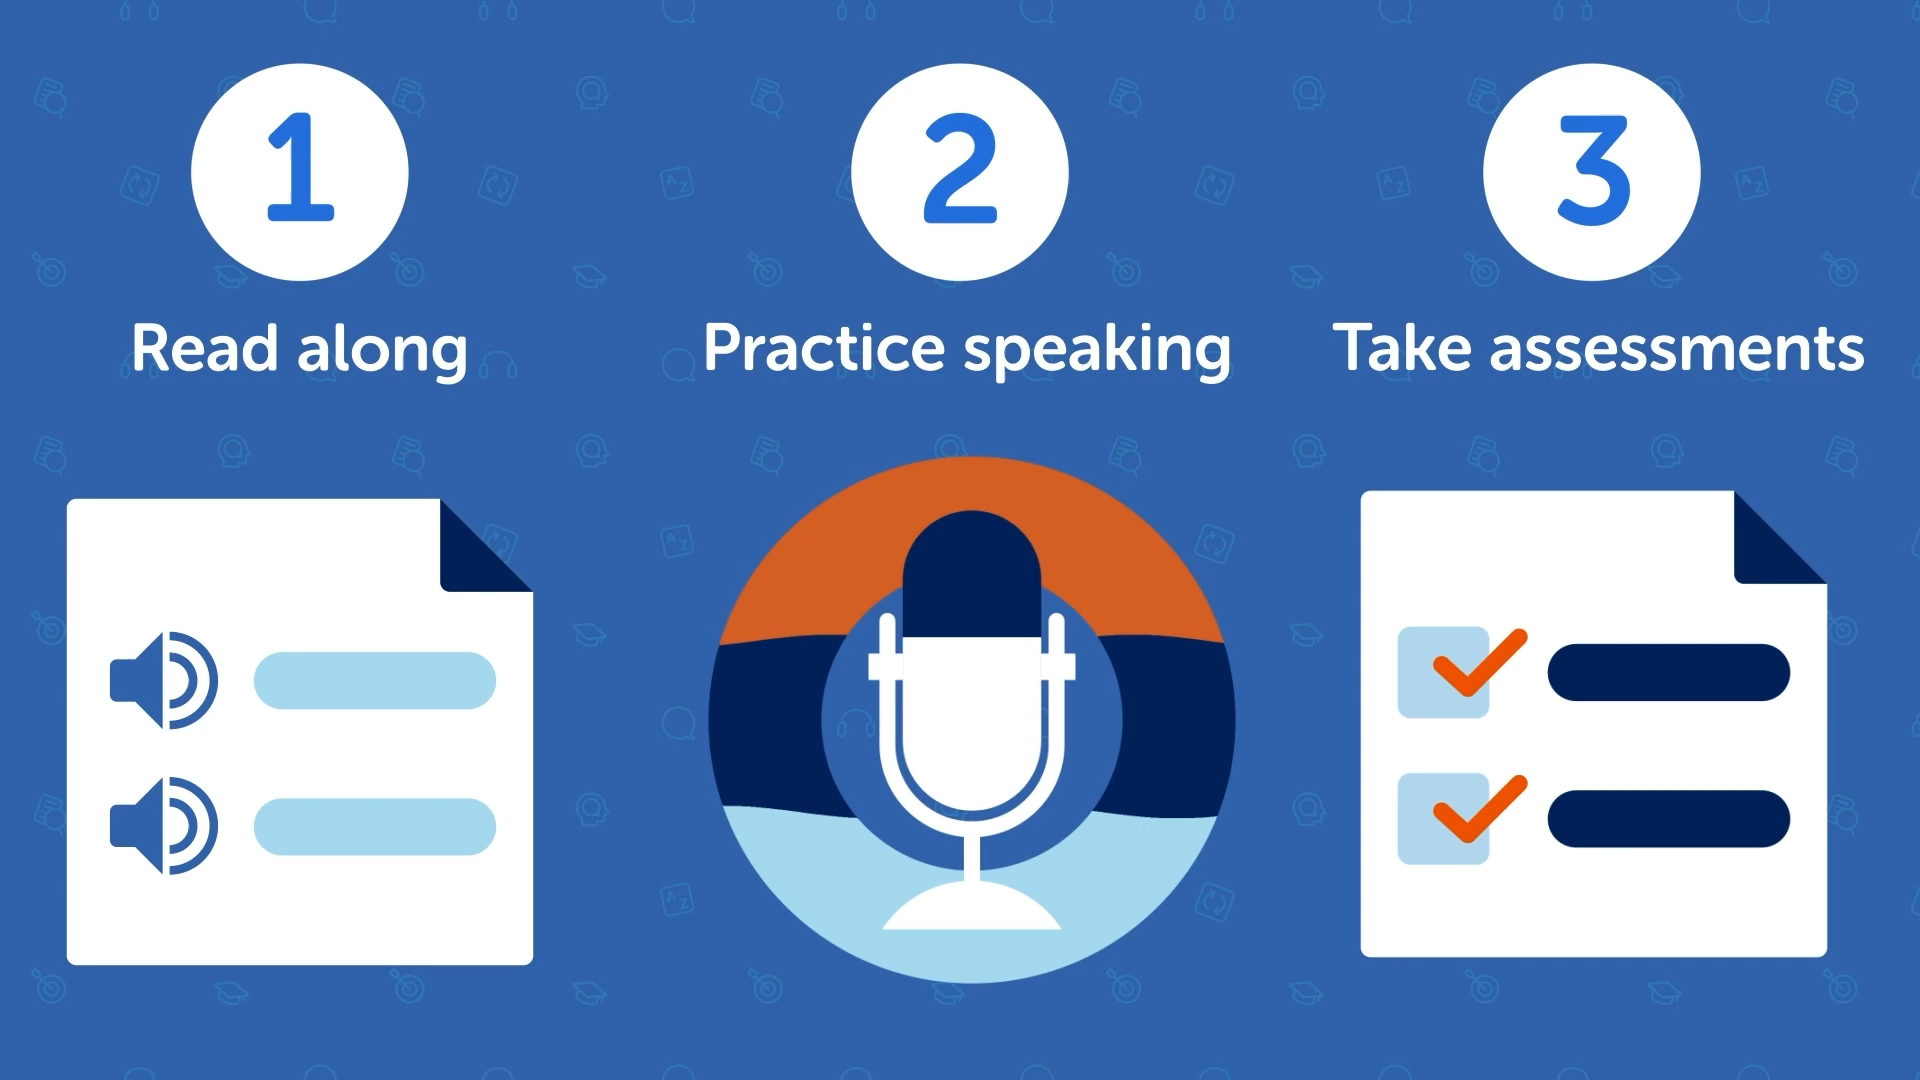 1
Read along
2
Practice speaking
3
Take assessments